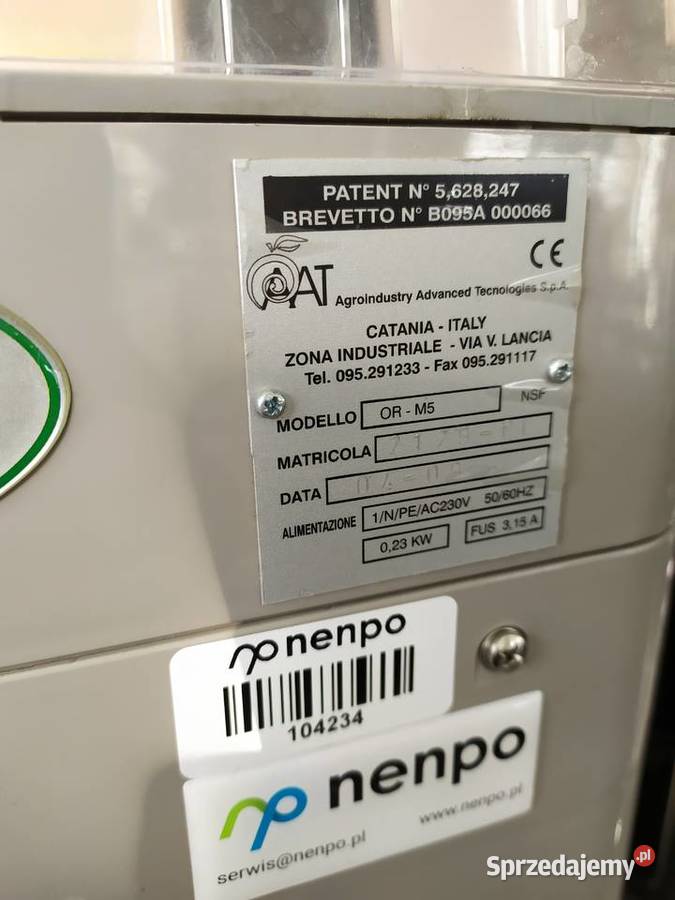 PATENT N° 5,628,247
BREVETTO N° B095A 000066
CE
AAT Agroindustry Advanced Tecnologies S.p.A.
CATANIA - ITALY
ZONA INDUSTRIALE - VIA V. LANCIA
Tel. 095.291233 - Fax 095.291117
MODELLO OR - M5 NSF
MATRICOLA
DATA
ALIMENTAZIONE 1/N/PE/AC230V 50/60HZ
0,23 KW FUS 3,15 A
nenpo
104234
nenpo
serwis@nenpo.pl www.nenpo.pl
Sprzedajemy.pl